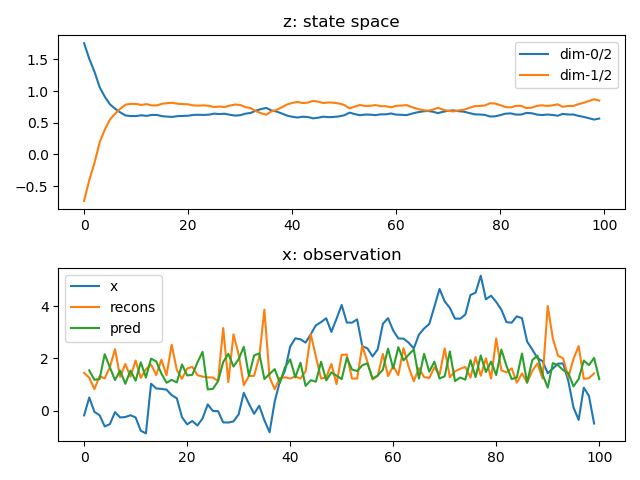 z: state space
1.5
1.0
0.5
0.0
−0.5
dim-0/2
dim-1/2
0 20 40 60 80 100
x: observation
4
2
0
x
recons
pred
0 20 40 60 80 100